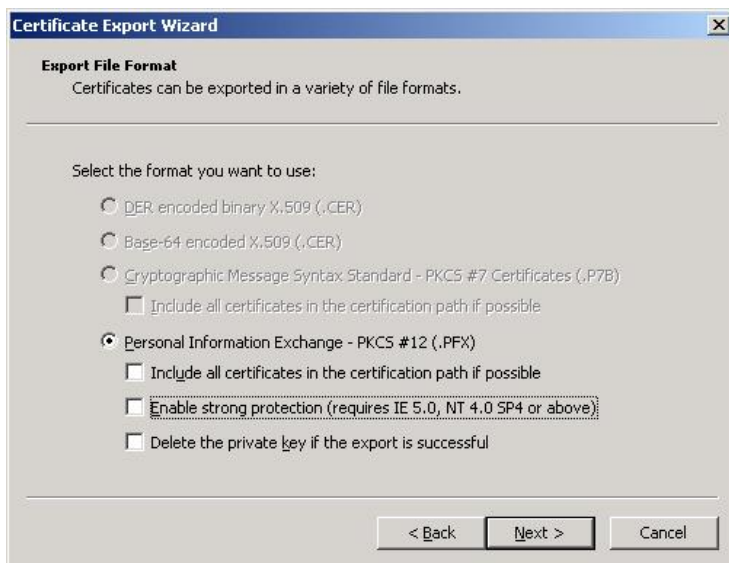 Certificate Export Wizard
Export File Format
Certificates can be exported in a variety of file formats.
Select the format you want to use:
DER encoded binary X.509 (.CER)
Base-64 encoded X.509 (.CER)
Cryptographic Message Syntax Standard - PKCS #7 Certificates (.P7B)
Include all certificates in the certification path if possible
Personal Information Exchange - PKCS #12 (.PFX)
Include all certificates in the certification path if possible
Enable strong protection (requires IE 5.0, NT 4.0 SP4 or above)
Delete the private key if the export is successful
< Back Next > Cancel